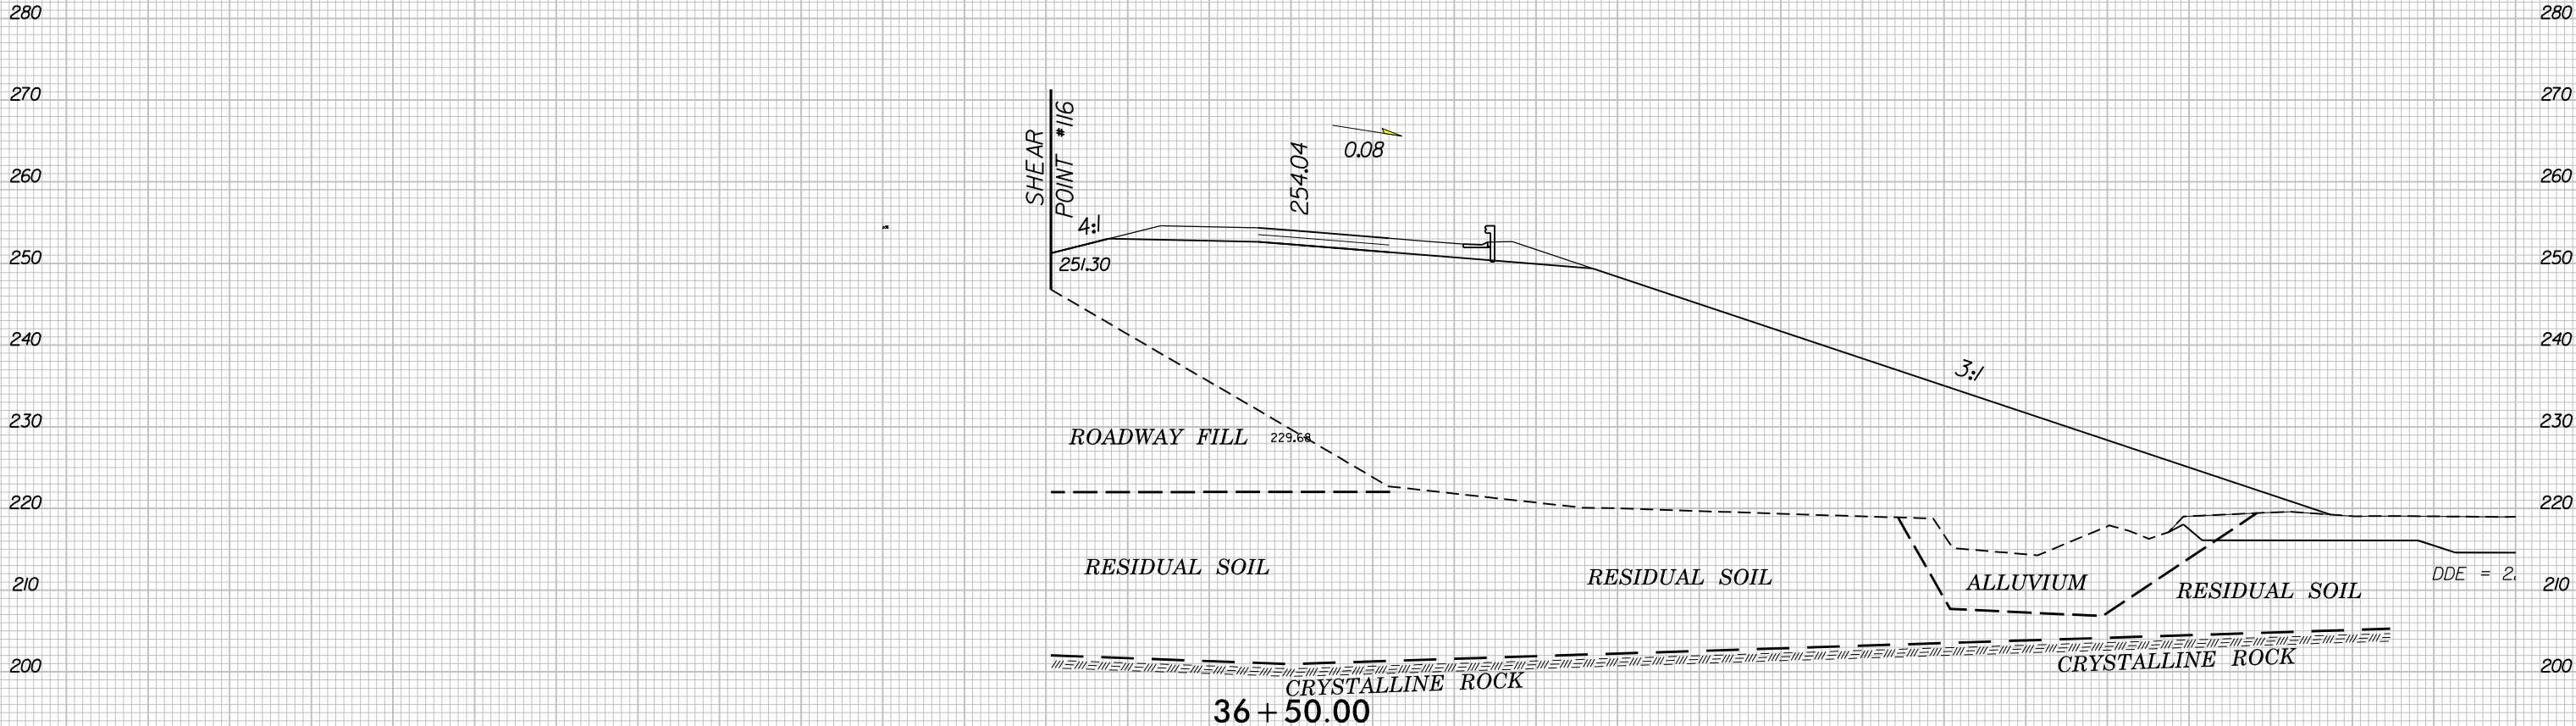 280 280
270 270
SHEAR
POINT #116
0.08
254.04
260 260
4:1
250 250
251.30
240 240
3:1
230 230
ROADWAY FILL 229.68
220 220
RESIDUAL SOIL
RESIDUAL SOIL
ALLUVIUM
RESIDUAL SOIL
DDE = 2
210 210
200 200
CRYSTALLINE ROCK
CRYSTALLINE ROCK
36+50.00